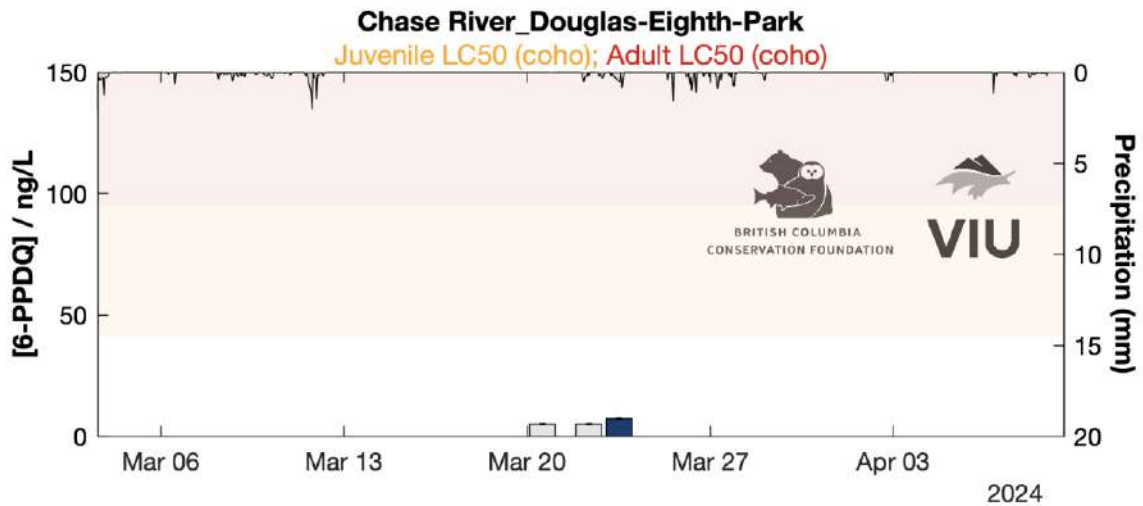 Chase River_Douglas-Eighth-Park
Juvenile LC50 (coho); Adult LC50 (coho)
150
100
50
0
[6-PPDQ] / ng/L
0
5
10
15
20
Precipitation (mm)
BRITISH COLUMBIA
CONSERVATION FOUNDATION
VIU
Mar 06
Mar 13
Mar 20
Mar 27
Apr 03
2024